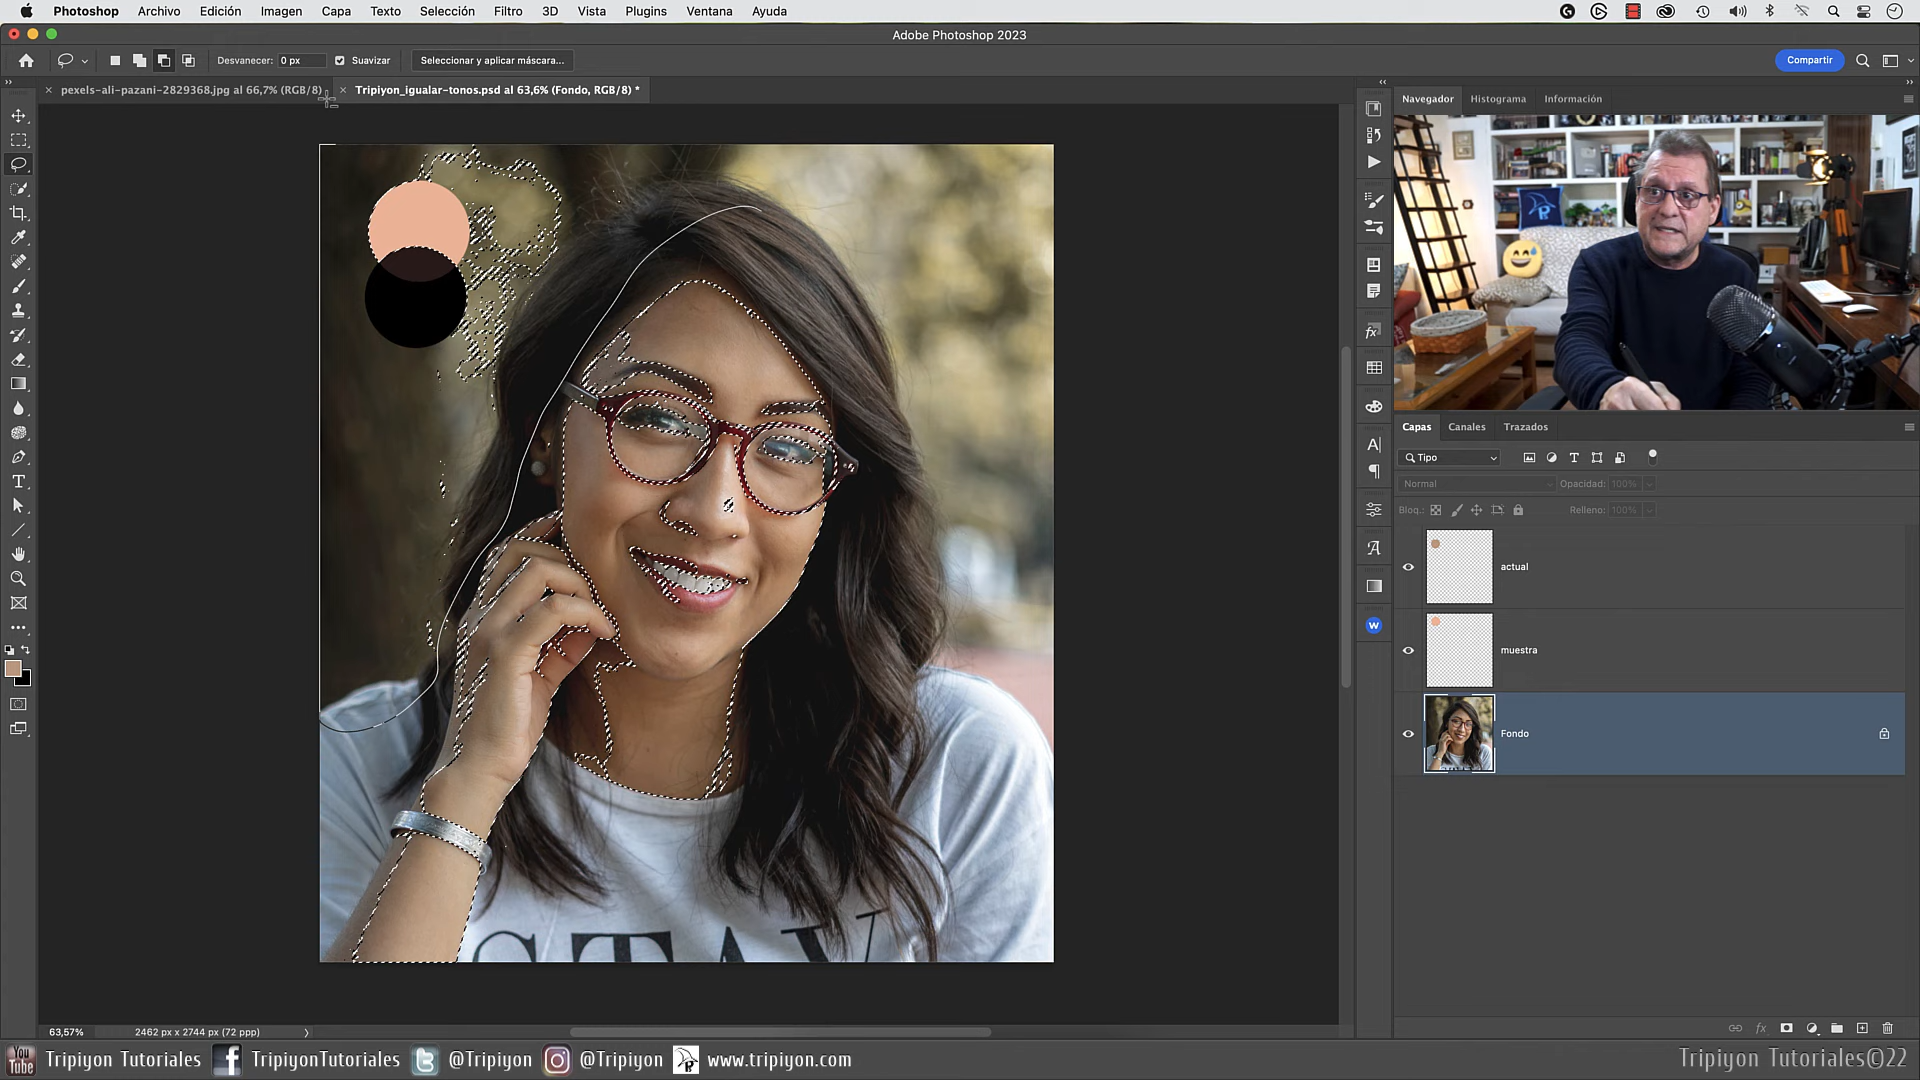 Photoshop Archivo Edición Imagen Capa Texto Selección Filtro 3D Vista Plugins Ventana Ayuda
Adobe Photoshop 2023
Desvanecer: 0 px Suavizar Seleccionar y aplicar máscara... Compartir
pexels-ali-pazani-2829368.jpg al 66,7% (RGB/8) Tripiyon_igualar-tonos.psd al 63,6% (Fondo, RGB/8) *
Navegador Histograma Información
Capas Canales Trazados
Tipo
Normal Opacidad: 100%
Bloq.: Relleno: 100%
actual
muestra
Fondo
STAY
63,57% 2462 px x 2744 px (72 ppp)
You Tube Tripiyon Tutoriales TripiyonTutoriales @Tripiyon @Tripiyon www.tripiyon.com Tripiyon Tutoriales©22